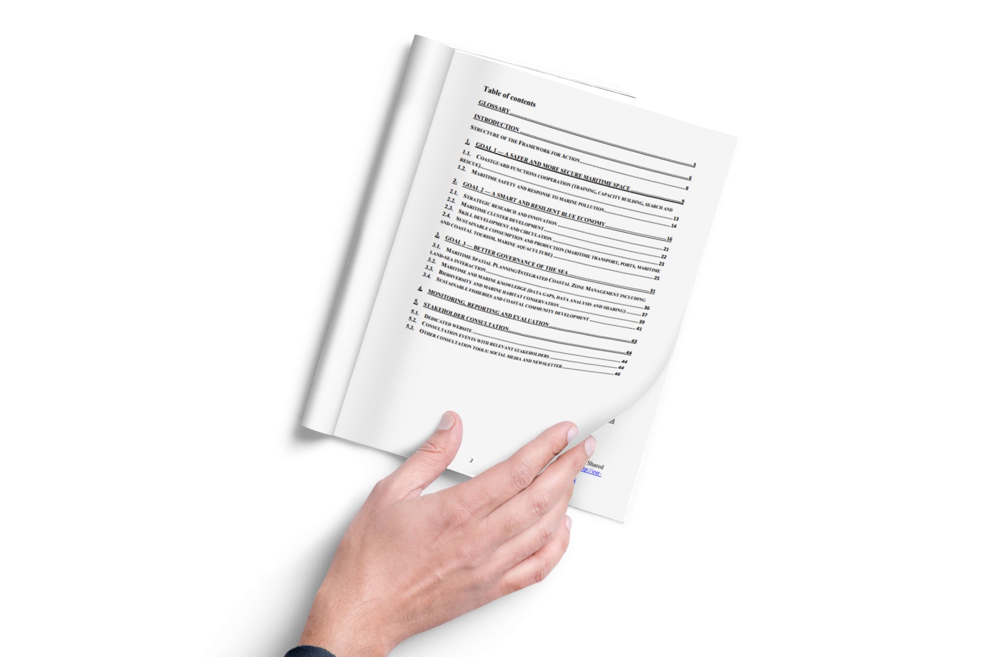 Table of contents
GLOSSARY 3
INTRODUCTION 6
STRUCTURE OF THE FRAMEWORK FOR ACTION 8
1. GOAL 1 — A SAFER AND MORE SECURE MARITIME SPACE 9
1.1. COASTGUARD FUNCTIONS COOPERATION (TRAINING, CAPACITY BUILDING, SEARCH AND
RESCUE) 13
1.2. MARITIME SAFETY AND RESPONSE TO MARINE POLLUTION 14
2. GOAL 2 — A SMART AND RESILIENT BLUE ECONOMY 16
2.1. STRATEGIC RESEARCH AND INNOVATION 21
2.2. MARITIME CLUSTER DEVELOPMENT 22
2.3. SKILL DEVELOPMENT AND CIRCULATION 23
2.4. SUSTAINABLE CONSUMPTION AND PRODUCTION (MARITIME TRANSPORT, PORTS, MARITIME
AND COASTAL TOURISM, MARINE AQUACULTURE) 25
3. GOAL 3 — BETTER GOVERNANCE OF THE SEA 31
3.1. MARITIME SPATIAL PLANNING/INTEGRATED COASTAL ZONE MANAGEMENT INCLUDING
LAND-SEA INTERACTION 36
3.2. MARITIME AND MARINE KNOWLEDGE (DATA GAPS, DATA ANALYSIS AND SHARING) 37
3.3. BIODIVERSITY AND MARINE HABITAT CONSERVATION 39
3.4. SUSTAINABLE FISHERIES AND COASTAL COMMUNITY DEVELOPMENT 41
4. MONITORING, REPORTING AND EVALUATION 43
5. STAKEHOLDER CONSULTATION 44
5.1. DEDICATED WEBSITE 44
5.2. CONSULTATION EVENTS WITH RELEVANT STAKEHOLDERS 44
5.3. OTHER CONSULTATION TOOLS: SOCIAL MEDIA AND NEWSLETTER 46
2
Shared
tp://eur-